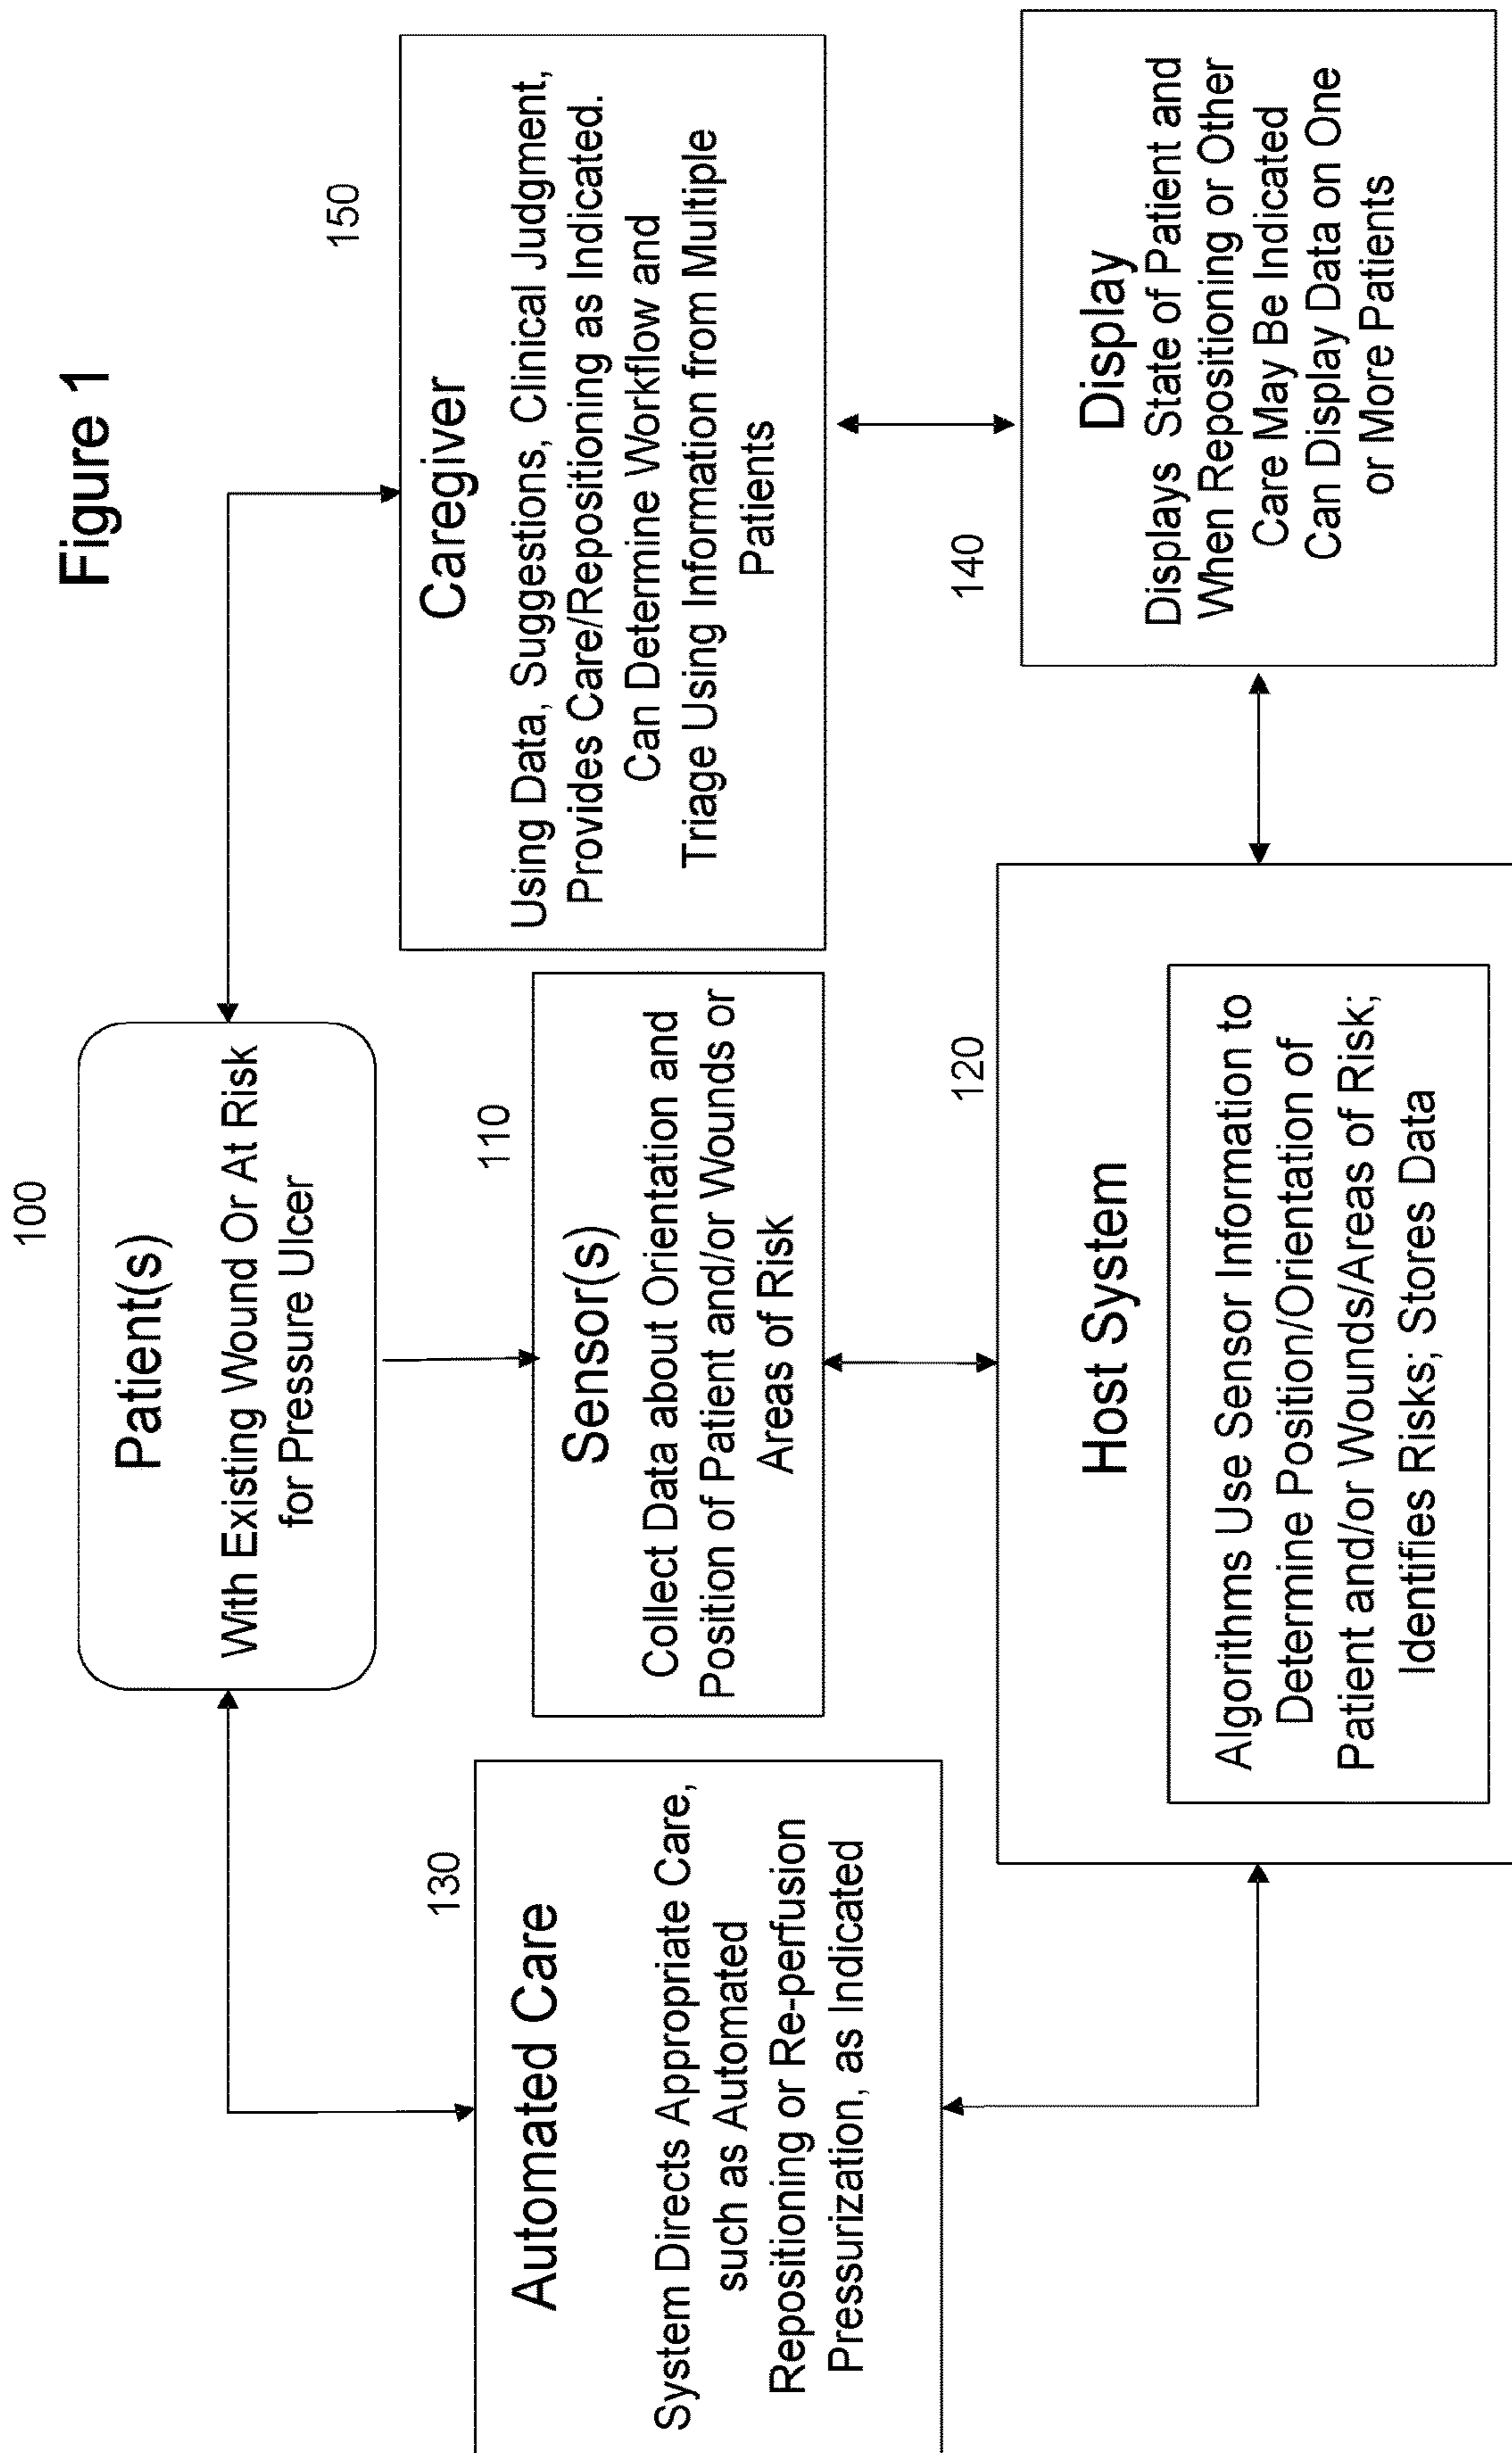 Figure 1
100
Patient(s)
With Existing Wound Or At Risk
for Pressure Ulcer
130
Automated Care
System Directs Appropriate Care,
such as Automated
Repositioning or Re-perfusion
Pressurization, as Indicated
110
Sensor(s)
Collect Data about Orientation and
Position of Patient and/or Wounds or
Areas of Risk
150
Caregiver
Using Data, Suggestions, Clinical Judgment,
Provides Care/Repositioning as Indicated.
Can Determine Workflow and
Triage Using Information from Multiple
Patients
120
Host System
Algorithms Use Sensor Information to
Determine Position/Orientation of
Patient and/or Wounds/Areas of Risk;
Identifies Risks; Stores Data
140
Display
Displays State of Patient and
When Repositioning or Other
Care May Be Indicated
Can Display Data on One
or More Patients